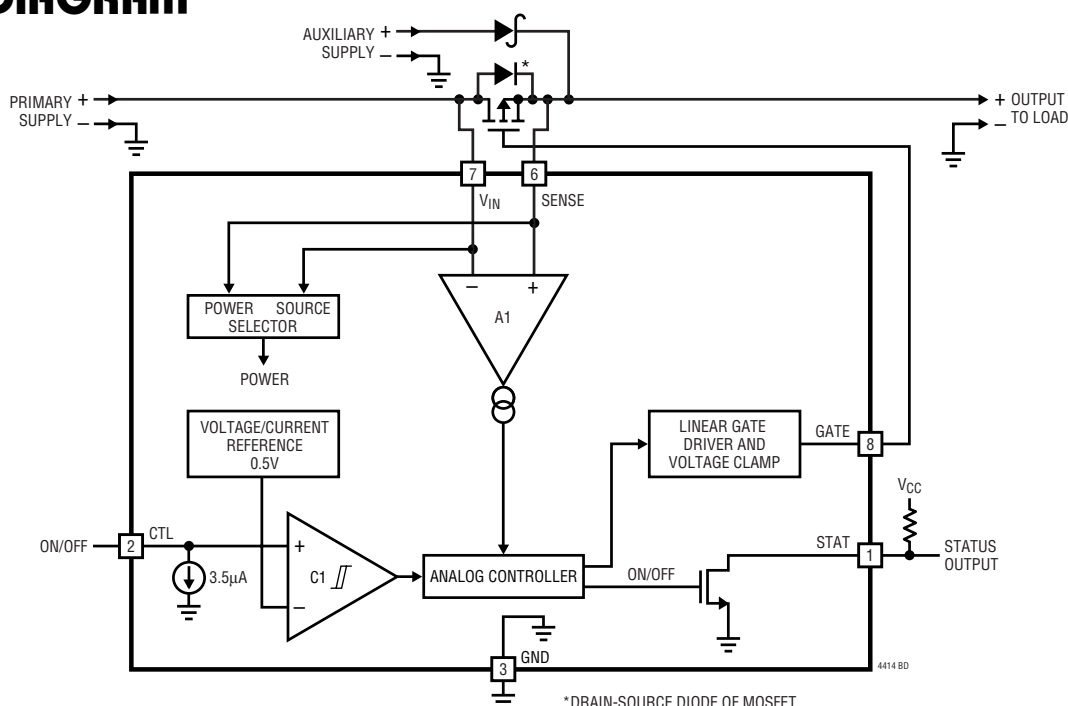 DIAGRAM
AUXILIARY +
SUPPLY –
*
PRIMARY +
SUPPLY –
+ OUTPUT
– TO LOAD
7
6
VIN
SENSE
– +
A1
POWER SOURCE
SELECTOR
POWER
VOLTAGE/CURRENT
REFERENCE
0.5V
LINEAR GATE
DRIVER AND
VOLTAGE CLAMP
GATE
8
VCC
ON/OFF
2
CTL
3.5µA
+
C1
–
ANALOG CONTROLLER
ON/OFF
STAT
1
STATUS
OUTPUT
3
GND
4414 BD
*DRAIN-SOURCE DIODE OF MOSFET